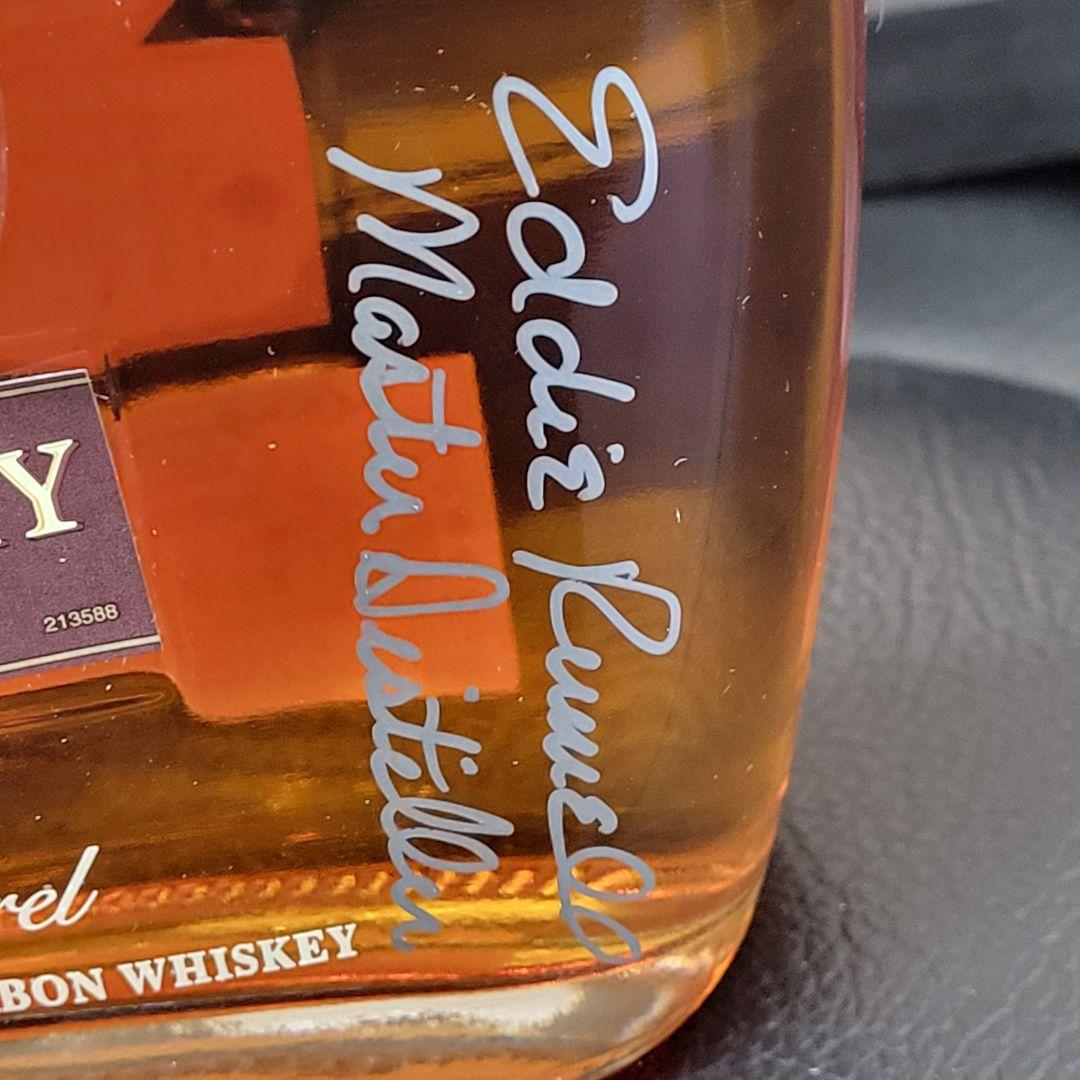 Y
213588
rel
BON WHISKEY
Eddie Russell
Master Distiller